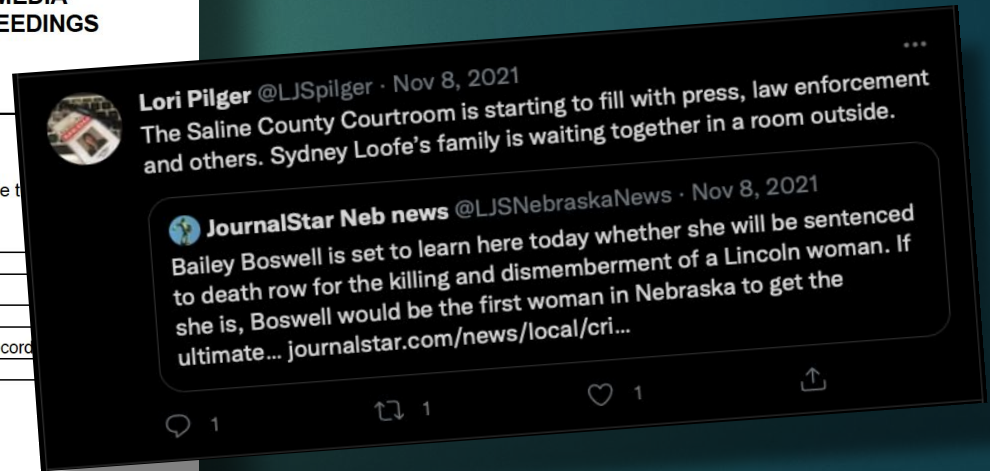 EEDINGS
e t
cord
Lori Pilger @LJSpilger · Nov 8, 2021
The Saline County Courtroom is starting to fill with press, law enforcement
and others. Sydney Loofe's family is waiting together in a room outside.
JournalStar Neb news @LJSNebraskaNews · Nov 8, 2021
Bailey Boswell is set to learn here today whether she will be sentenced
to death row for the killing and dismemberment of a Lincoln woman. If
she is, Boswell would be the first woman in Nebraska to get the
ultimate... journalstar.com/news/local/cri...
1 1 1